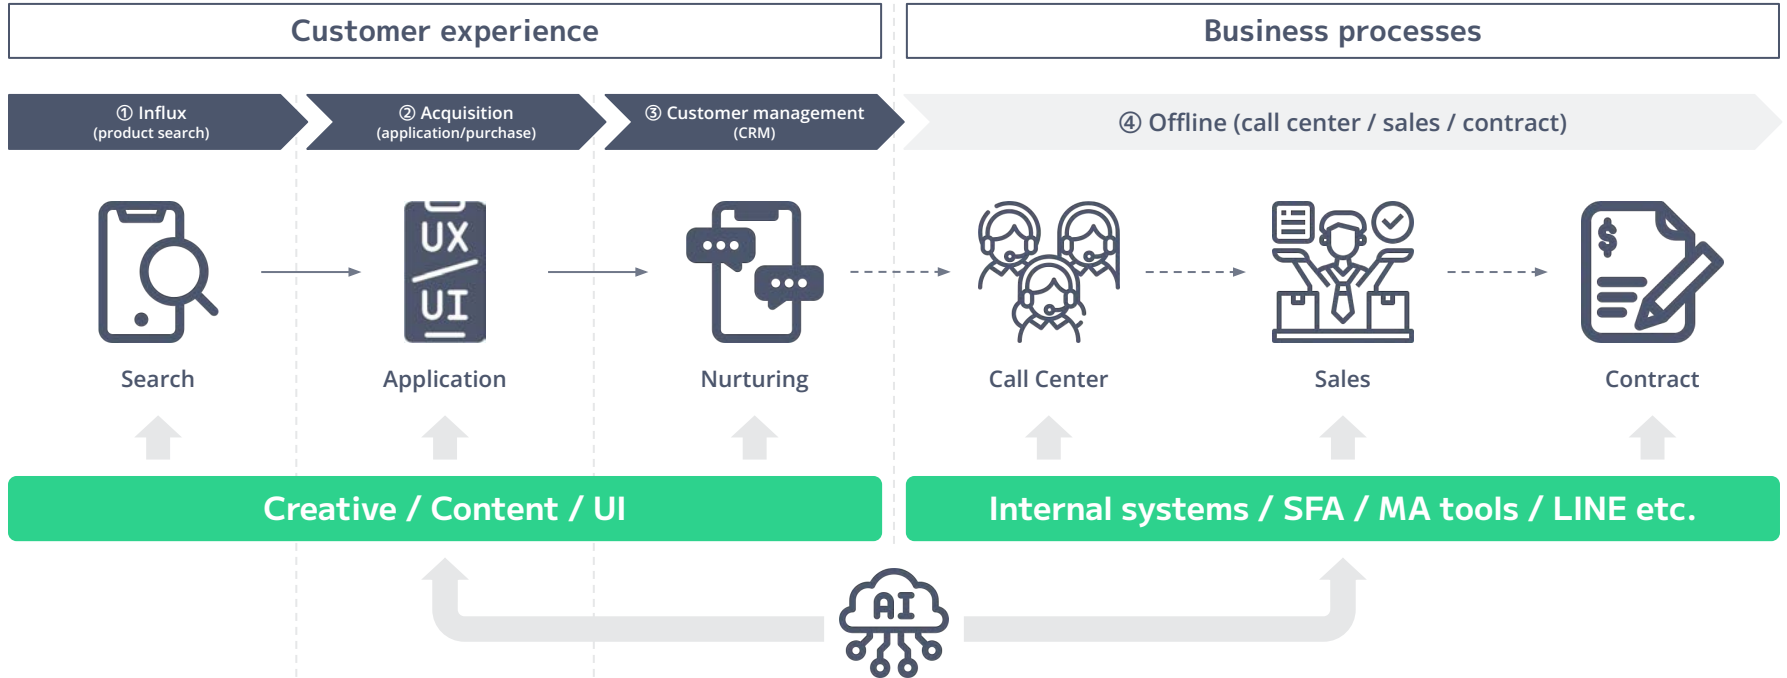 Customer experience
Business processes
① Influx
(product search)
② Acquisition
(application/purchase)
③ Customer management
(CRM)
④ Offline (call center / sales / contract)
UX
/
UI
$
Search
Application
Nurturing
Call Center
Sales
Contract
Creative / Content / UI
Internal systems / SFA / MA tools / LINE etc.
AI